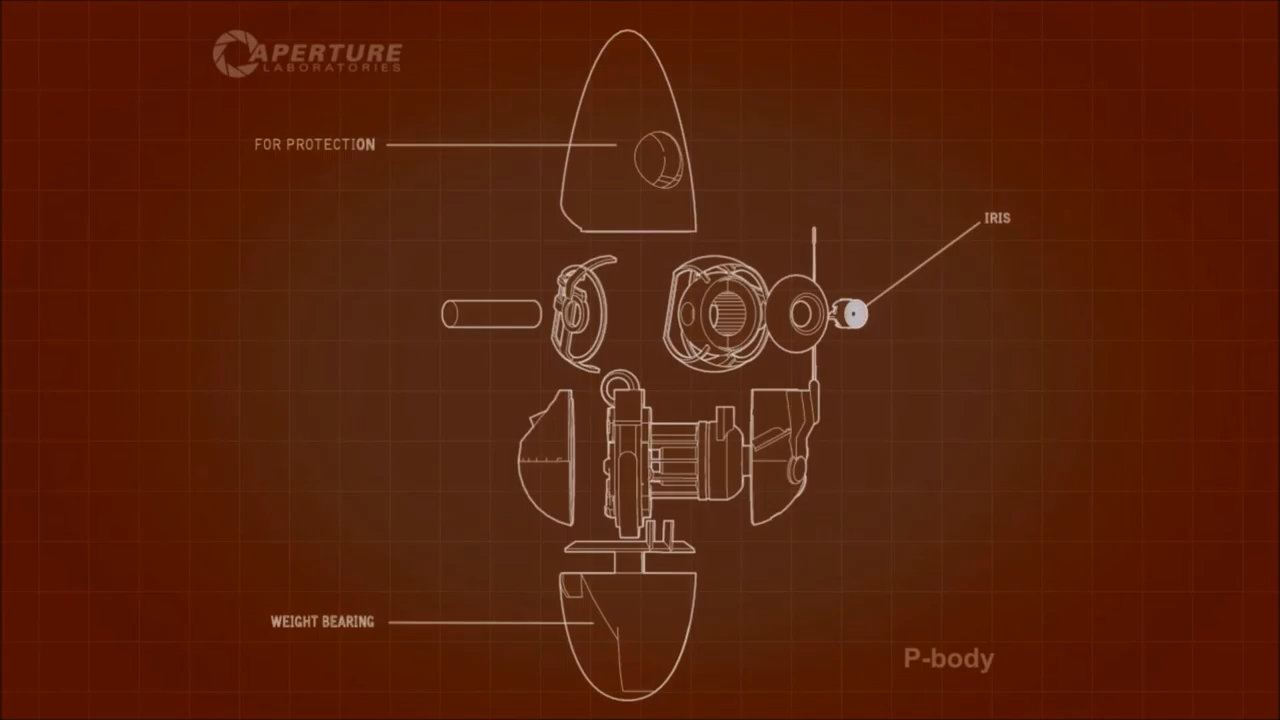 APERTURE
LABORATORIES
FOR PROTECTION
IRIS
WEIGHT BEARING
P-body